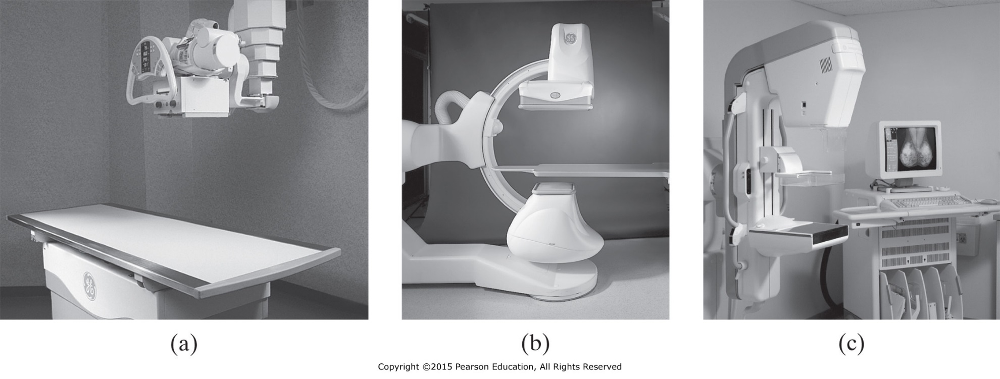 (a)
(b)
(c)
Copyright ©2015 Pearson Education, All Rights Reserved